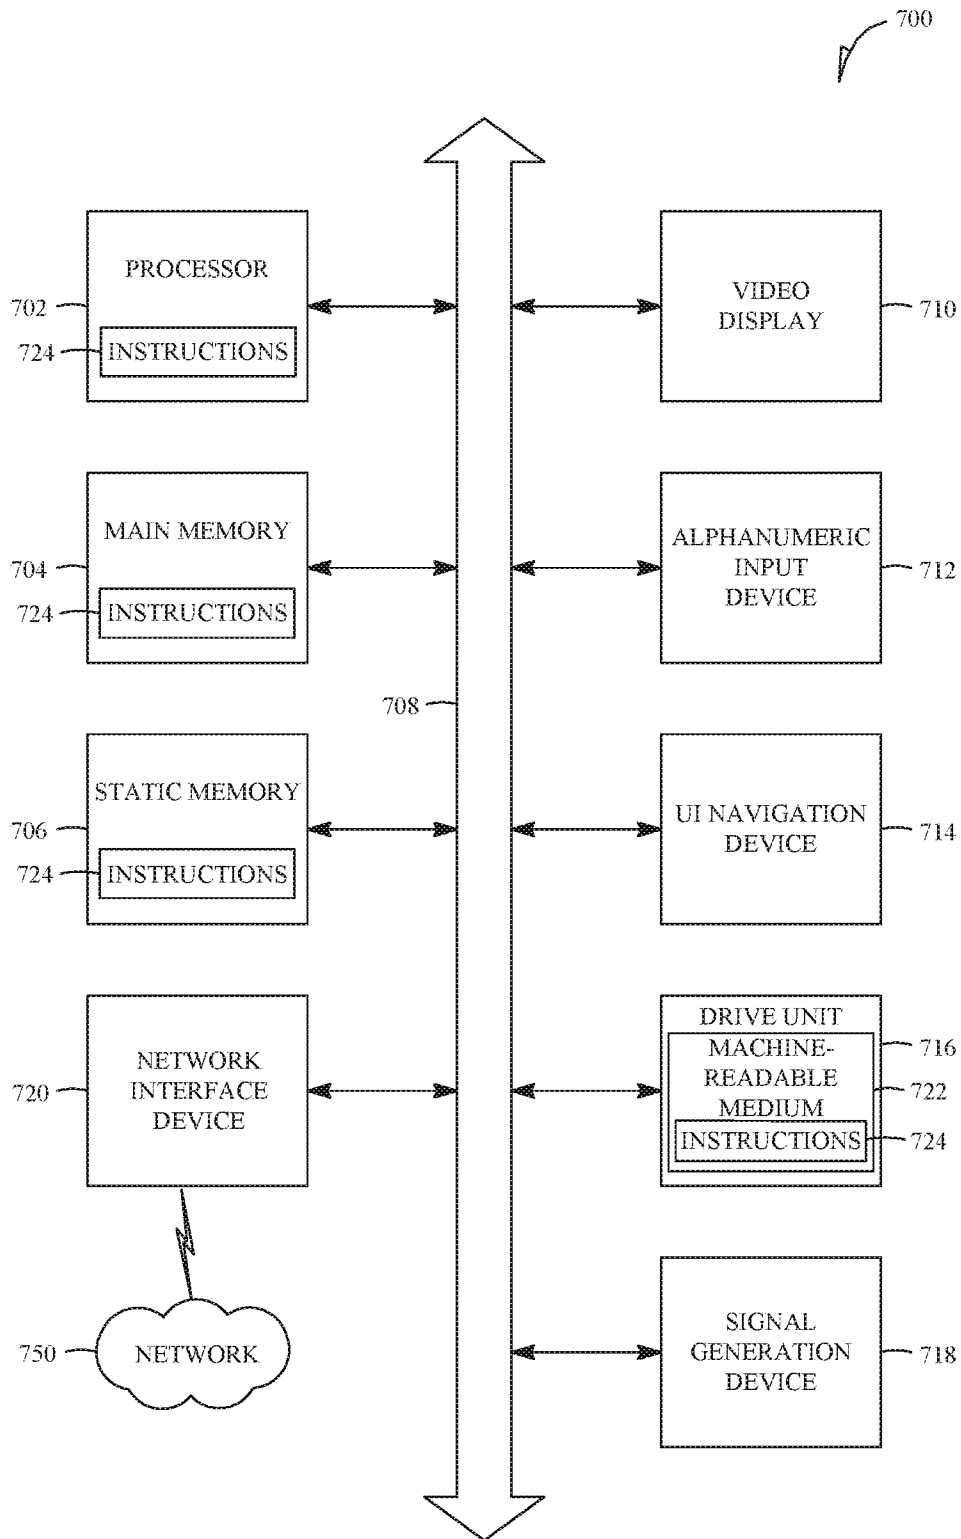 700
PROCESSOR
702
724
INSTRUCTIONS
VIDEO
DISPLAY
710
MAIN MEMORY
704
724
INSTRUCTIONS
ALPHANUMERIC
INPUT
DEVICE
712
708
STATIC MEMORY
706
724
INSTRUCTIONS
UI NAVIGATION
DEVICE
714
NETWORK
INTERFACE
DEVICE
720
DRIVE UNIT
716
MACHINE-
READABLE
MEDIUM
722
INSTRUCTIONS
724
750
NETWORK
SIGNAL
GENERATION
DEVICE
718